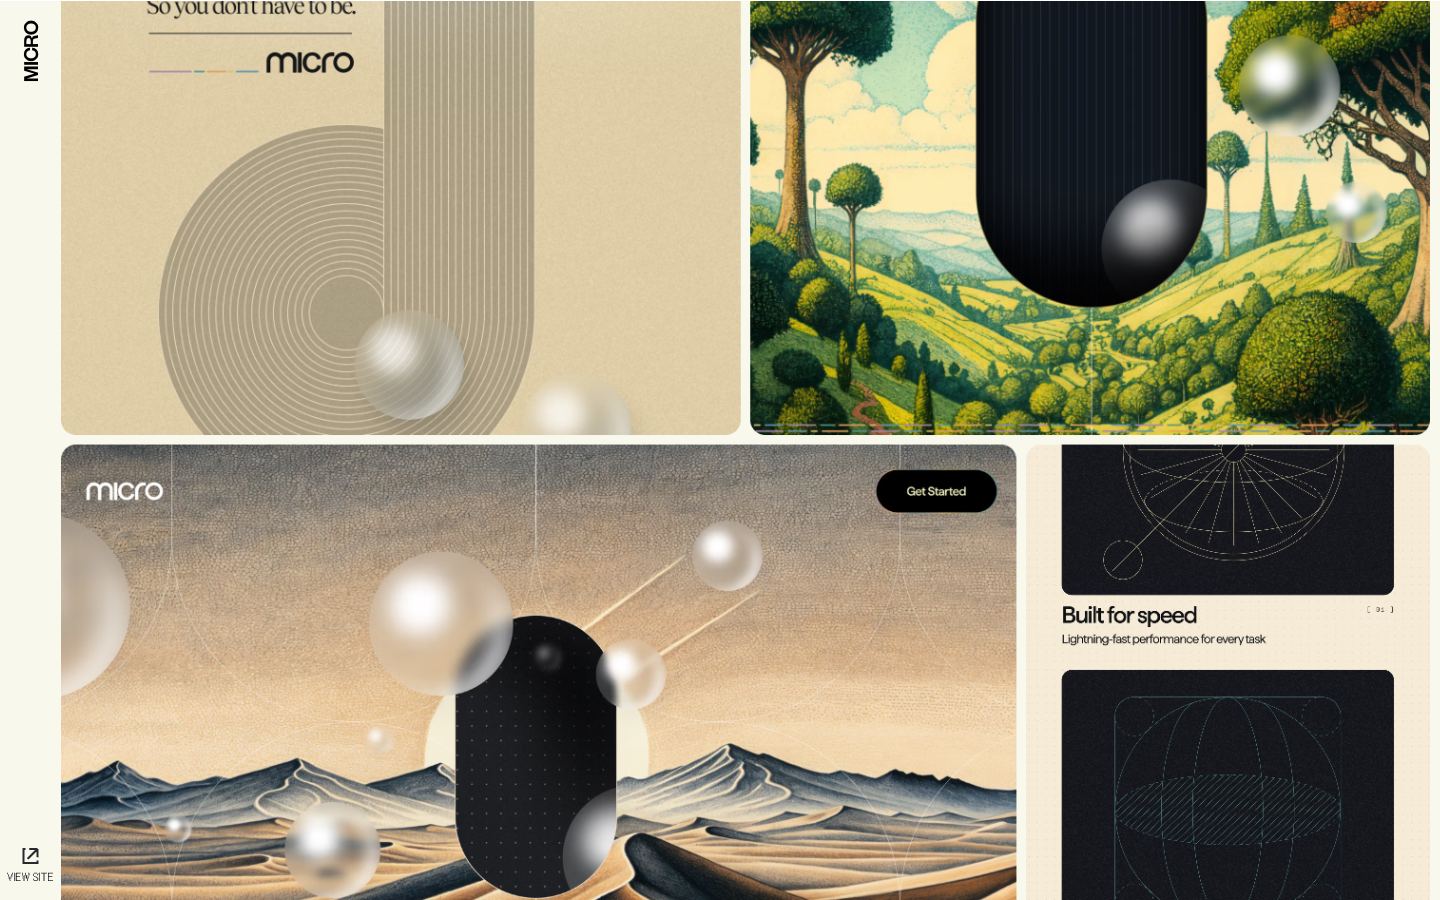 MICRO
So you don't have to be.
micro
micro
Get Started
Built for speed
[ 01 ]
Lightning-fast performance for every task
VIEW SITE